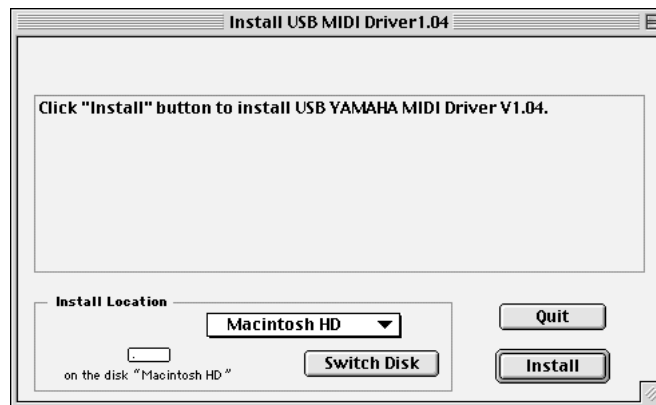 Install USB MIDI Driver1.04
Click "Install" button to install USB YAMAHA MIDI Driver V1.04.
Install Location
Macintosh HD
on the disk "Macintosh HD"
Switch Disk
Quit
Install